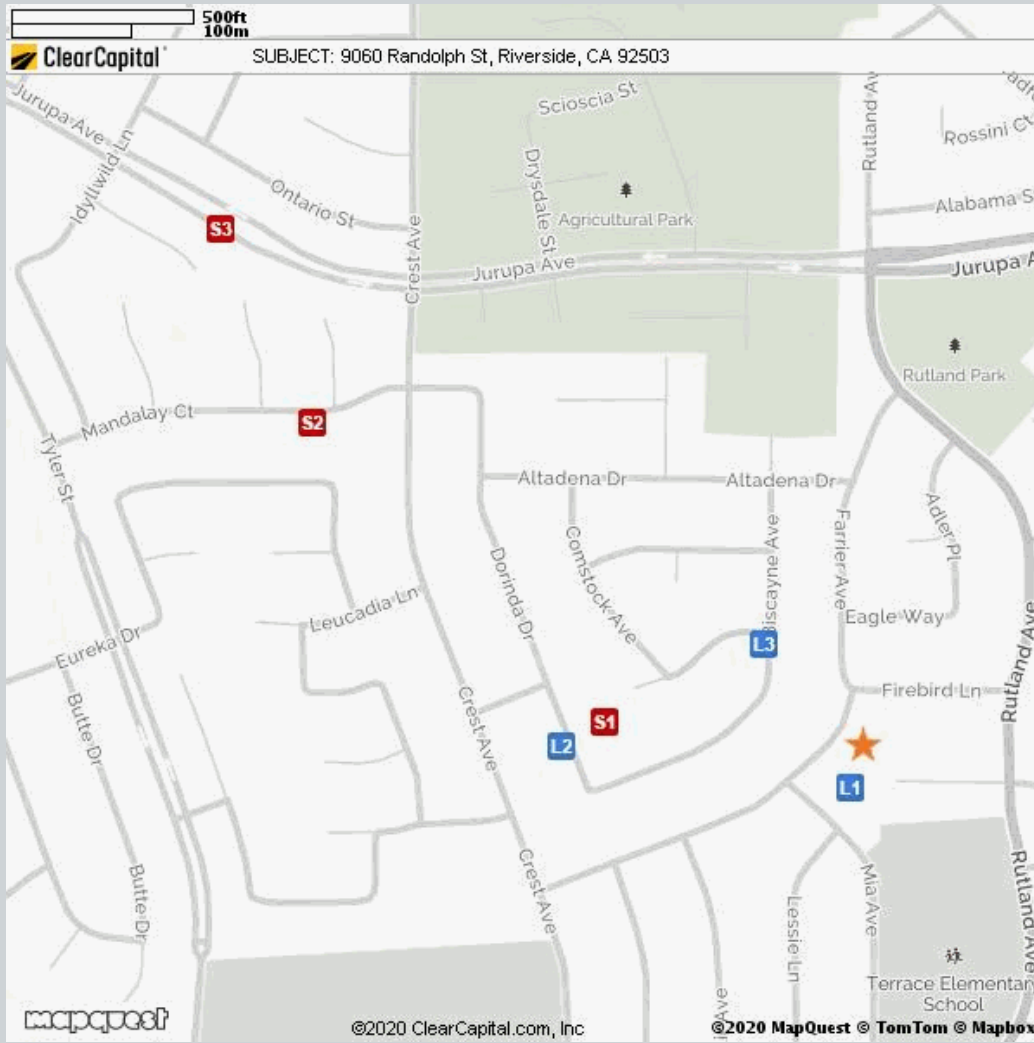 500ft
100m
ClearCapital
SUBJECT: 9060 Randolph St, Riverside, CA 92503
Jurupa Ave
Idyllwild Ln
Ontario St
S3
Crest Ave
Scioscia St
Drysdale St
Agricultural Park
Jurupa Ave
Rutland Av
Rossini Ct
Alabama S
Jurupa A
Rutland Park
Mandalay Ct
S2
Tyler St
Altadena Dr
Altadena Dr
Adler Pl
Farrier Ave
Biscayne Ave
Comstock Ave
Dorinda Dr
Leucadia Ln
Eagle Way
Eureka Dr
L3
Rutland Ave
Firebird Ln
Butte Dr
Crest Ave
S1
L2
L1
Crest Ave
Butte Dr
Mia Ave
Lessie Ln
Rutland Ave
Ave
Terrace Elementary
School
mapquest
©2020 ClearCapital.com, Inc
©2020 MapQuest © TomTom © Mapbox